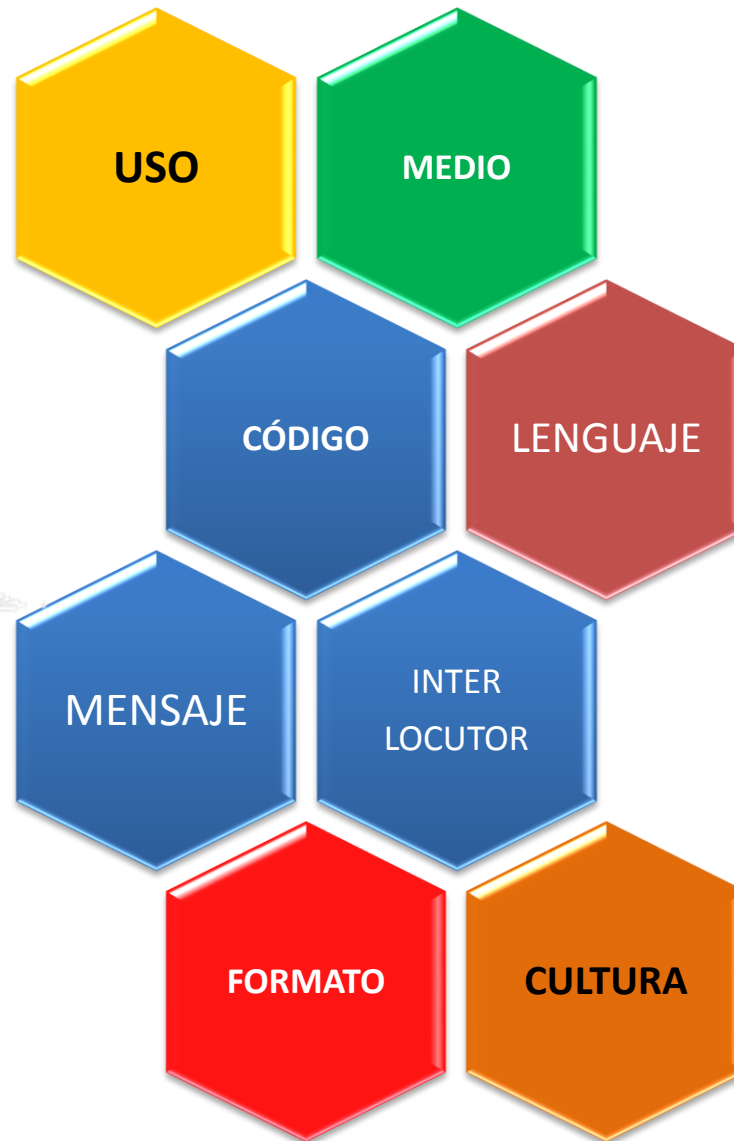 USO
MEDIO
CÓDIGO
LENGUAJE
MENSAJE
INTER
LOCUTOR
FORMATO
CULTURA